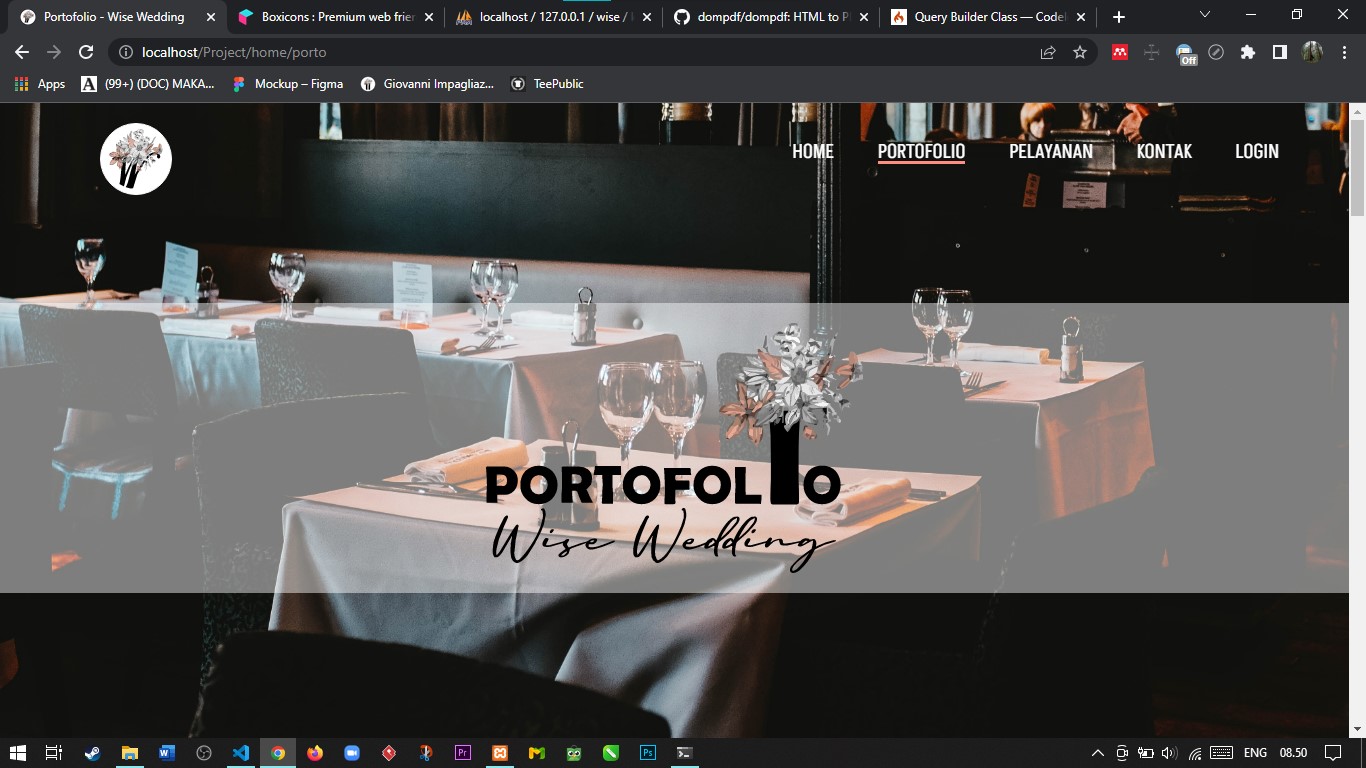 Portofolio - Wise Wedding
Boxicons : Premium web frien
localhost / 127.0.0.1 / wise /
dompdf/dompdf: HTML to P
Query Builder Class — Code
localhost/Project/home/porto
Off
Apps
(99+) (DOC) MAKA...
Mockup – Figma
Giovanni Impagliaz...
TeePublic
HOME
PORTOFOLIO
PELAYANAN
KONTAK
LOGIN
PORTOFOLIO
Wise Wedding
ENG
08.50